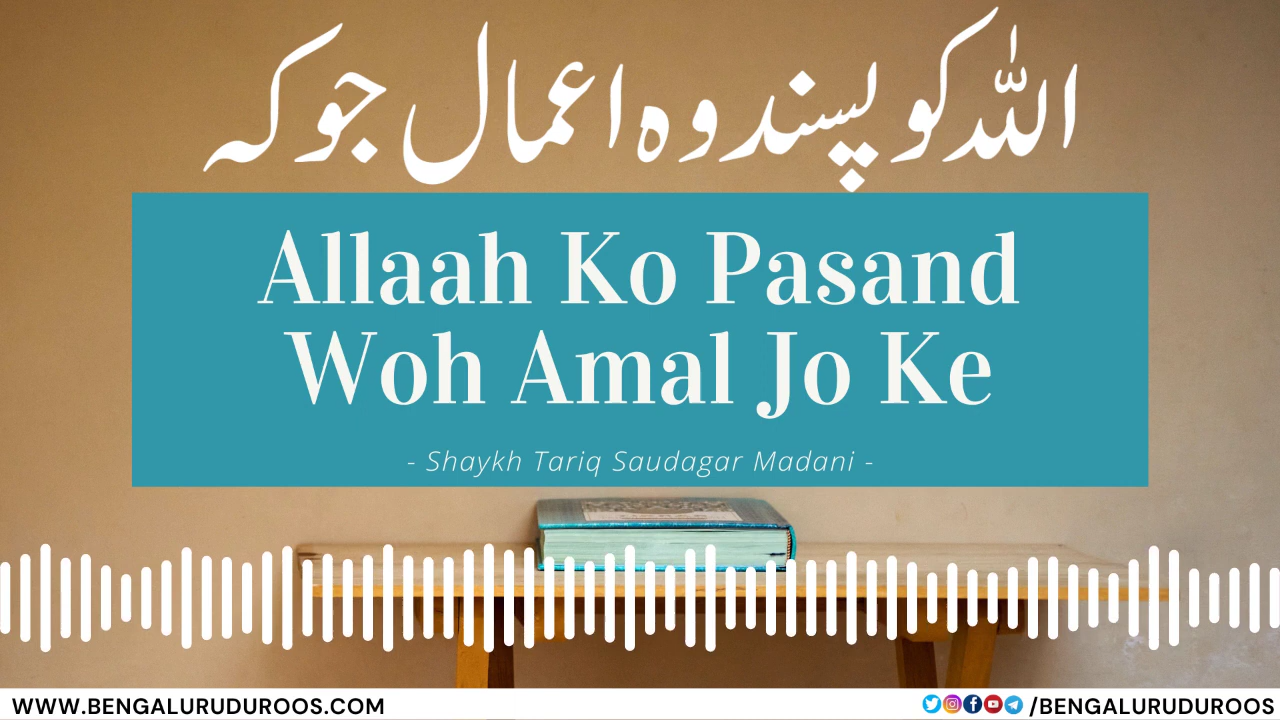 اللہ کو پسند وہ اعمال جو کہ
Allaah Ko Pasand
Woh Amal Jo Ke
- Shaykh Tariq Saudagar Madani -
WWW.BENGALURUDUROOS.COM
/BENGALURUDUROOS